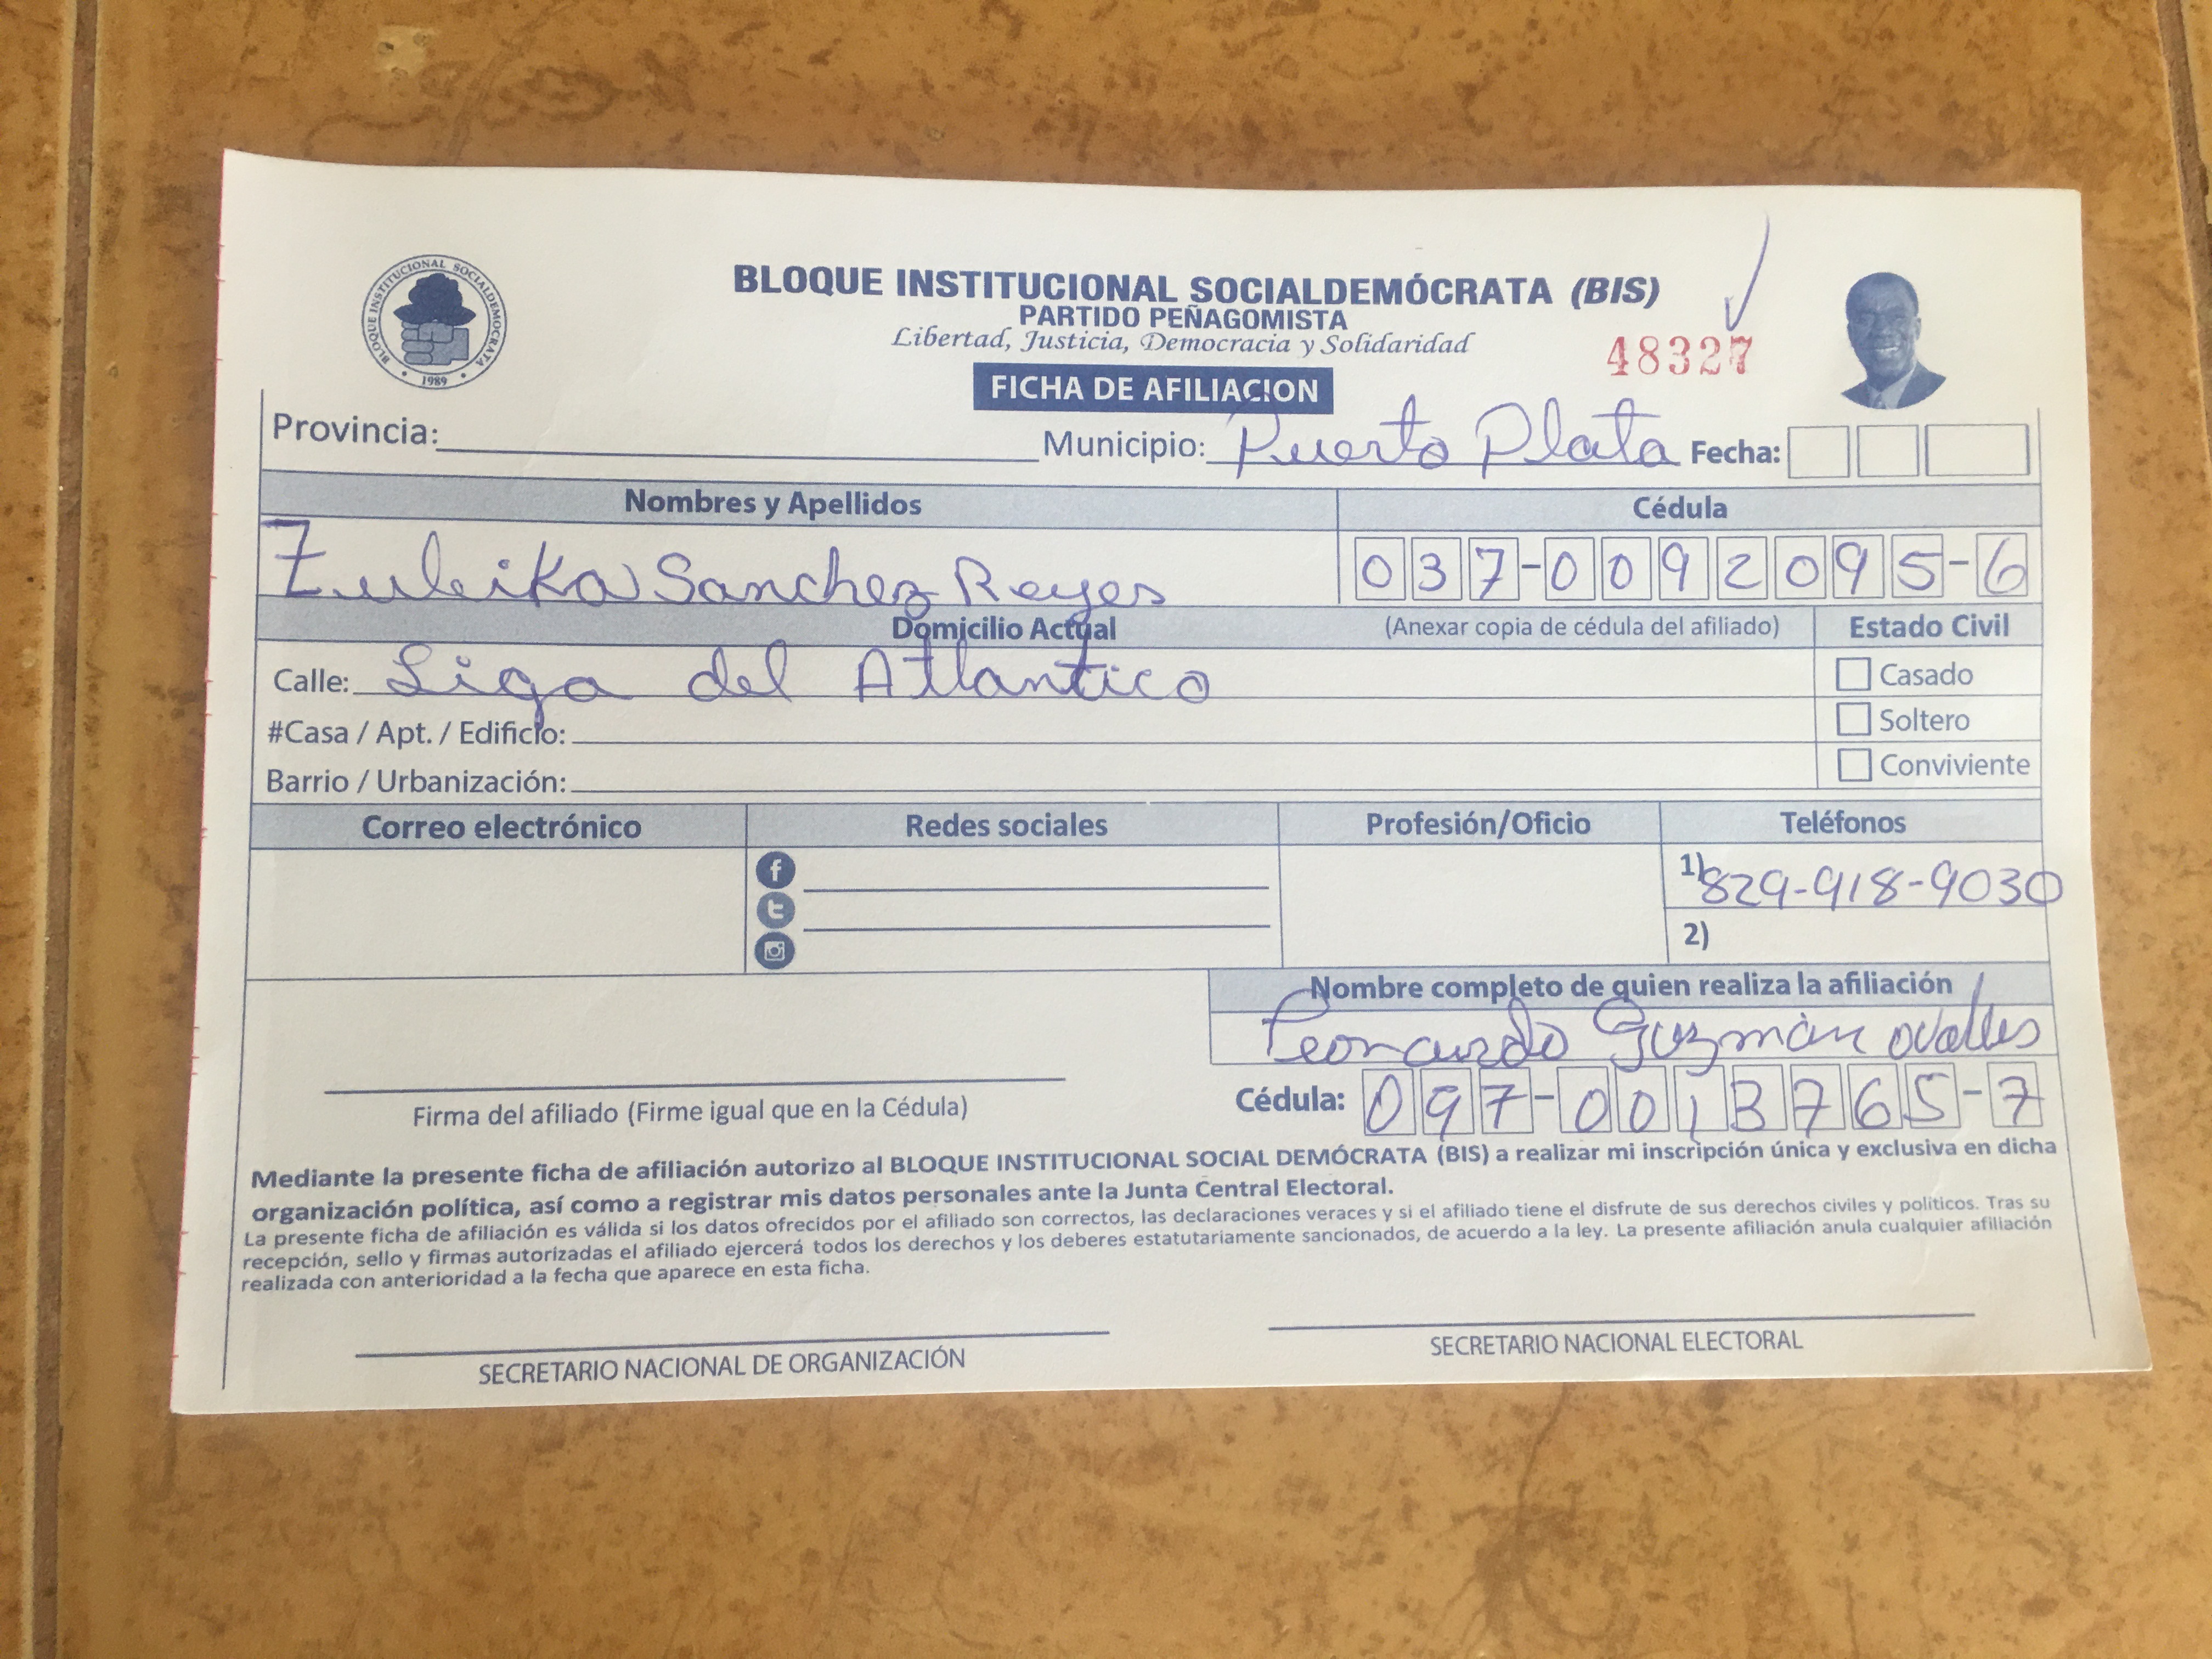 BLOQUE INSTITUCIONAL SOCIALDEMOCRATA
1989
BLOQUE INSTITUCIONAL SOCIALDEMÓCRATA (BIS)
PARTIDO PEÑAGOMISTA
Libertad, Justicia, Democracia y Solidaridad
48327
FICHA DE AFILIACION
Provincia: Municipio: Puerto Plata Fecha:
Nombres y Apellidos Cédula
Zuleika Sanchez Reyes 037-0092095-6
Domicilio Actual (Anexar copia de cédula del afiliado) Estado Civil
Calle: Liga del Atlantico Casado
#Casa / Apt. / Edificio: Soltero
Barrio / Urbanización: Conviviente
Correo electrónico Redes sociales Profesión/Oficio Teléfonos
1) 829-918-9030
2)
Nombre completo de quien realiza la afiliación
Leonardo Guzman ovalles
Cédula: 097-0013765-7
Firma del afiliado (Firme igual que en la Cédula)
Mediante la presente ficha de afiliación autorizo al BLOQUE INSTITUCIONAL SOCIAL DEMÓCRATA (BIS) a realizar mi inscripción única y exclusiva en dicha
organización política, así como a registrar mis datos personales ante la Junta Central Electoral.
La presente ficha de afiliación es válida si los datos ofrecidos por el afiliado son correctos, las declaraciones veraces y si el afiliado tiene el disfrute de sus derechos civiles y políticos. Tras su
recepción, sello y firmas autorizadas el afiliado ejercerá todos los derechos y los deberes estatutariamente sancionados, de acuerdo a la ley. La presente afiliación anula cualquier afiliación
realizada con anterioridad a la fecha que aparece en esta ficha.
SECRETARIO NACIONAL DE ORGANIZACIÓN SECRETARIO NACIONAL ELECTORAL